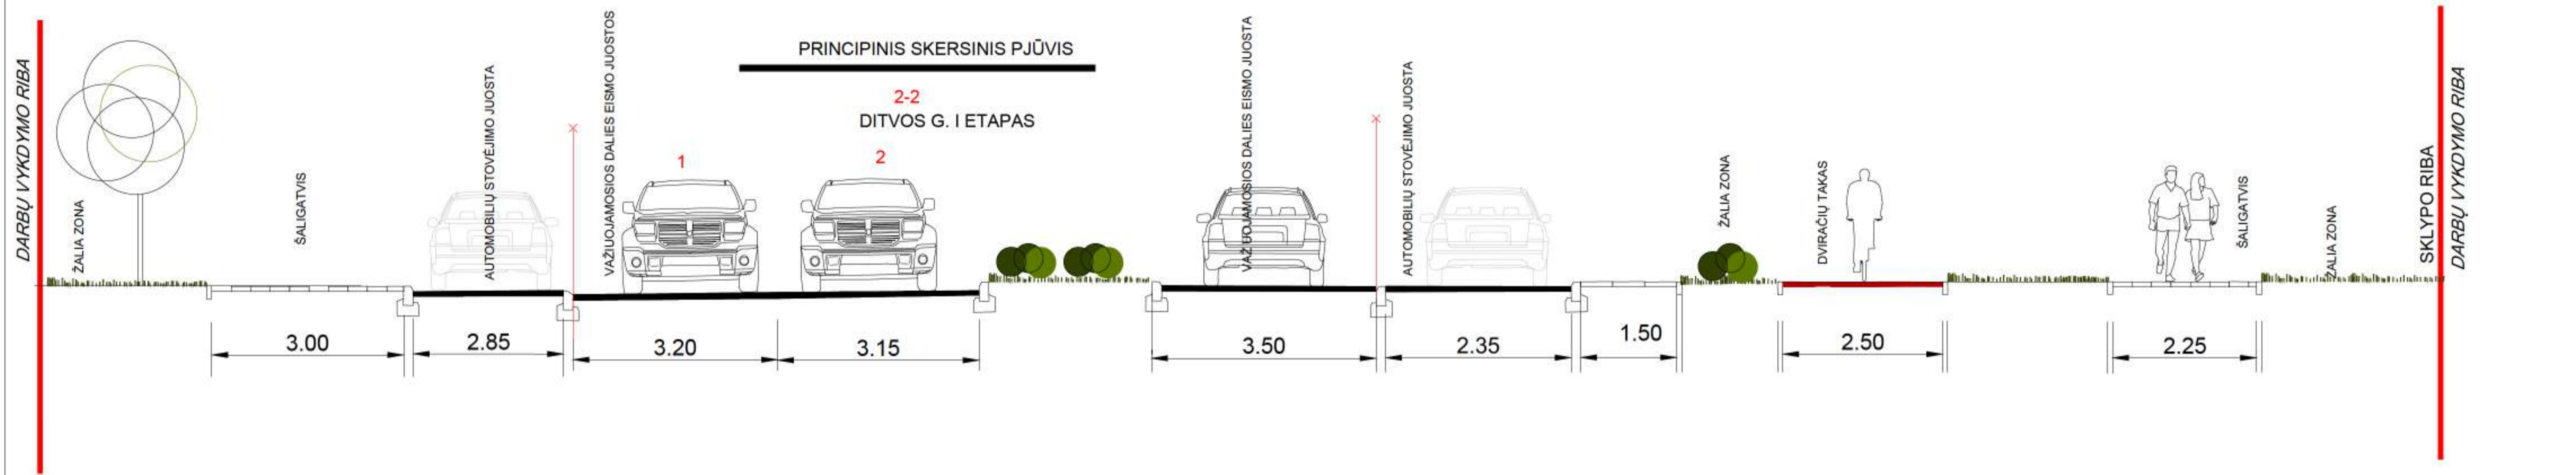 DARBŲ VYKDYMO RIBA
ŽALIA ZONA
ŠALIGATVIS
AUTOMOBILIŲ STOVĖJIMO JUOSTA
VAŽIUOJAMOSIOS DALIES EISMO JUOSTOS
PRINCIPINIS SKERSINIS PJŪVIS
2-2
DITVOS G. I ETAPAS
1
2
VAŽIUOJAMOSIOS DALIES EISMO JUOSTA
AUTOMOBILIŲ STOVĖJIMO JUOSTA
ŽALIA ZONA
DVIRAČIŲ TAKAS
ŠALIGATVIS
ŽALIA ZONA
SKLYPO RIBA
DARBŲ VYKDYMO RIBA
3.00
2.85
3.20
3.15
3.50
2.35
1.50
2.50
2.25